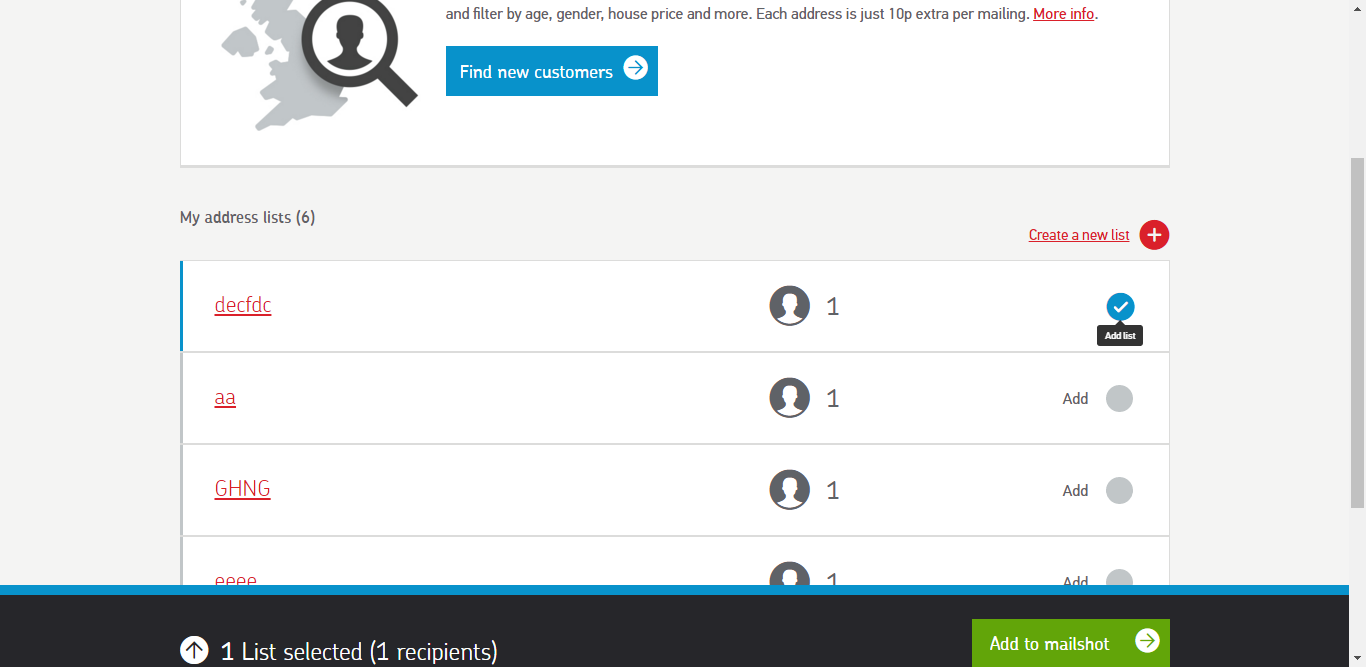 and filter by age, gender, house price and more. Each address is just 10p extra per mailing. More info.
Find new customers
My address lists (6)
Create a new list
decfdc 1
Add list
aa 1 Add
GHNG 1 Add
eeee 1 Add
1 List selected (1 recipients)
Add to mailshot